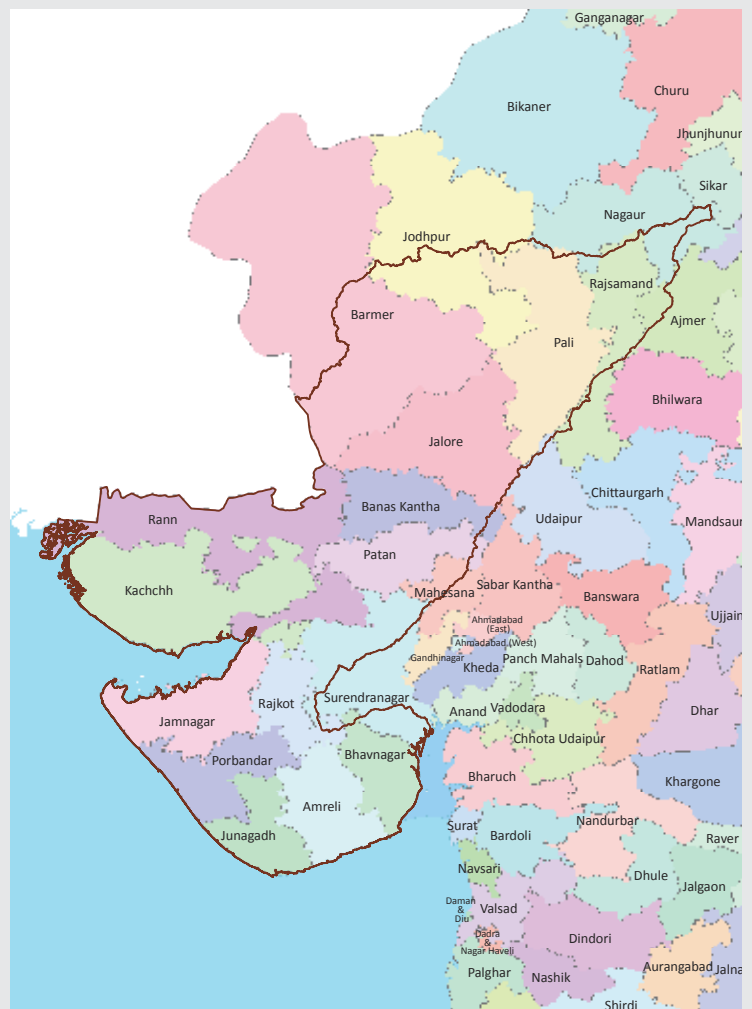 Ganganagar
Churu
Bikaner
Jhunjhunur
Sikar
Nagaur
Jodhpur
Rajsamand
Barmer
Ajmer
Pali
Bhilwara
Jalore
Chittaurgarh
Banas Kantha
Rann
Udaipur
Mandsaur
Patan
Kachchh
Mahesana
Sabar Kantha
Banswara
Ujjain
Ahmadabad
(East)
Ahmadabad (West)
Gandhinagar
Kheda
Panch Mahals
Dahod
Ratlam
Surendranagar
Rajkot
Anand
Vadodara
Dhar
Jamnagar
Chhota Udaipur
Bhavnagar
Porbandar
Bharuch
Khargone
Amreli
Nandurbar
Surat
Bardoli
Junagadh
Raver
Navsari
Dhule
Jalgaon
Daman
&
Diu
Valsad
Dadra
&
Nagar Haveli
Dindori
Palghar
Nashik
Aurangabad
Jalna
Shirdi